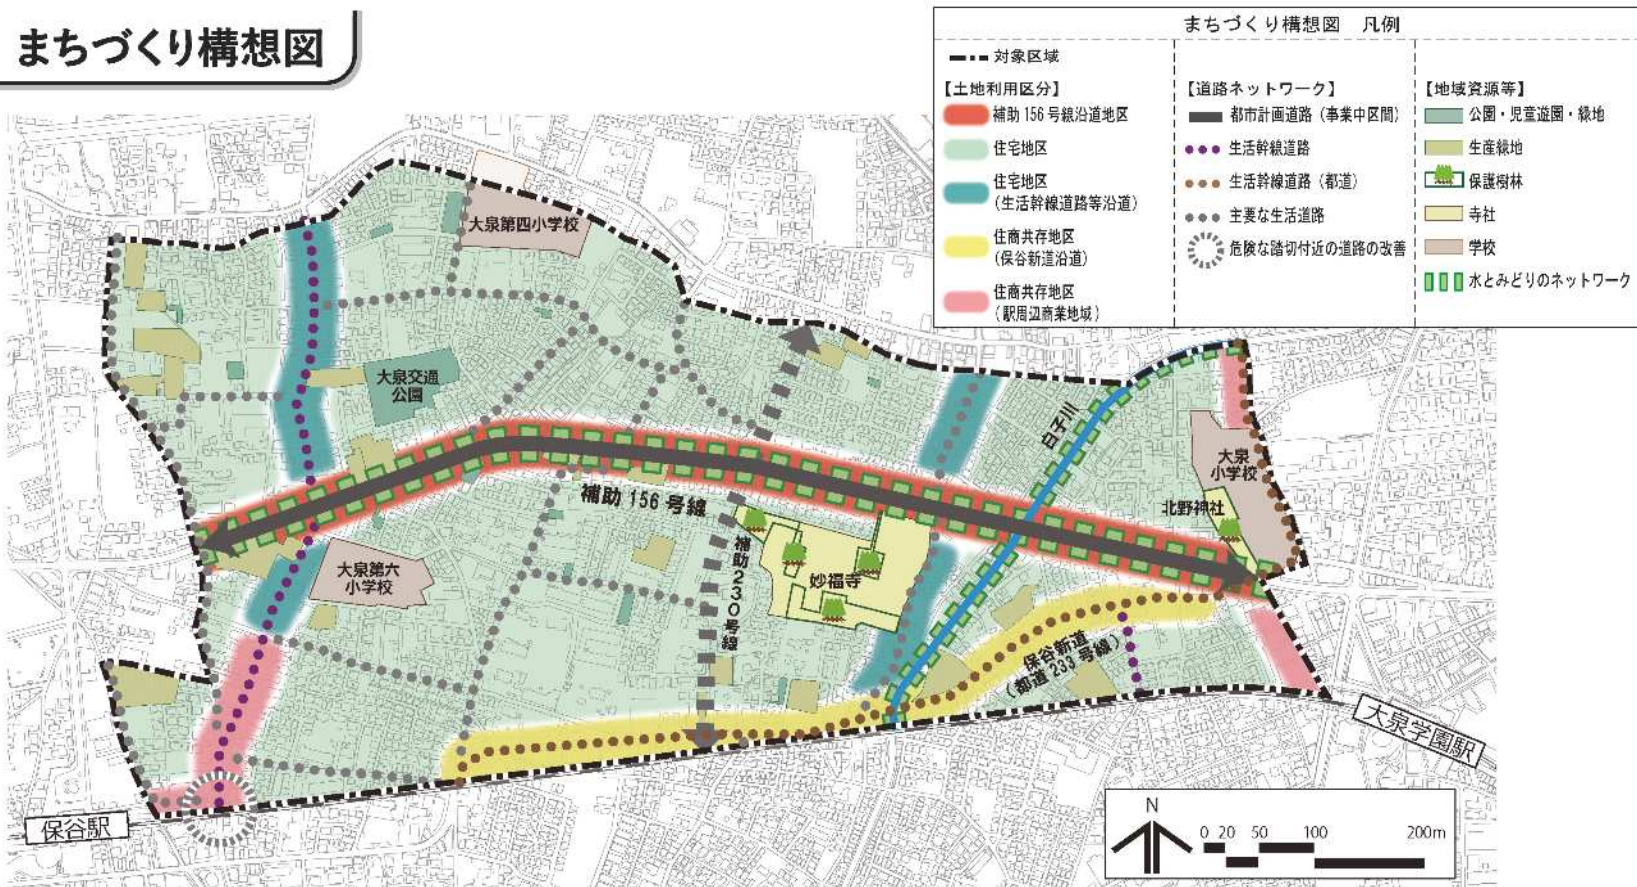 まちづくり構想図
まちづくり構想図 凡例
対象区域
【土地利用区分】
補助156号線沿道地区
住宅地区
住宅地区
(生活幹線道路等沿道)
住商共存地区
(保谷新道沿道)
住商共存地区
(駅周辺商業地域)
【道路ネットワーク】
都市計画道路(事業中区間)
生活幹線道路
生活幹線道路(都道)
主要な生活道路
危険な踏切付近の道路の改善
【地域資源等】
公園・児童遊園・緑地
生産緑地
保護樹林
寺社
学校
水とみどりのネットワーク
大泉第四小学校
大泉交通
公園
白子川
大泉
小学校
北野神社
補助156号線
補助230号線
妙福寺
大泉第六
小学校
保谷新道
(都道233号線)
大泉学園駅
保谷駅
N
0 20 50 100 200m